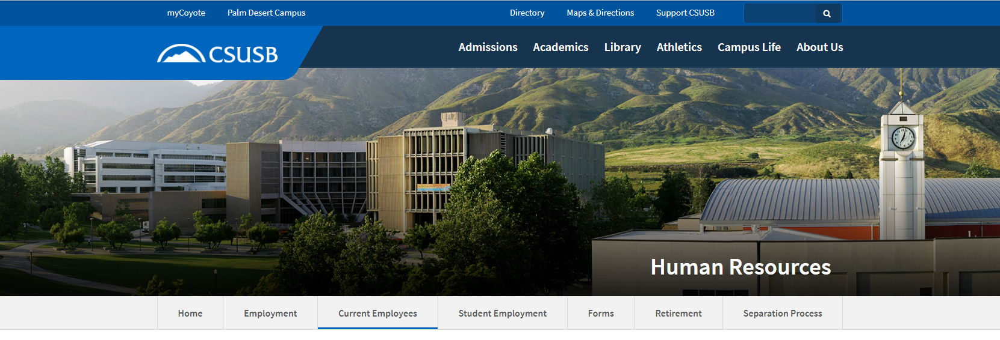 myCoyote Palm Desert Campus Directory Maps & Directions Support CSUSB
CSUSB
Admissions Academics Library Athletics Campus Life About Us
Human Resources
Home Employment Current Employees Student Employment Forms Retirement Separation Process